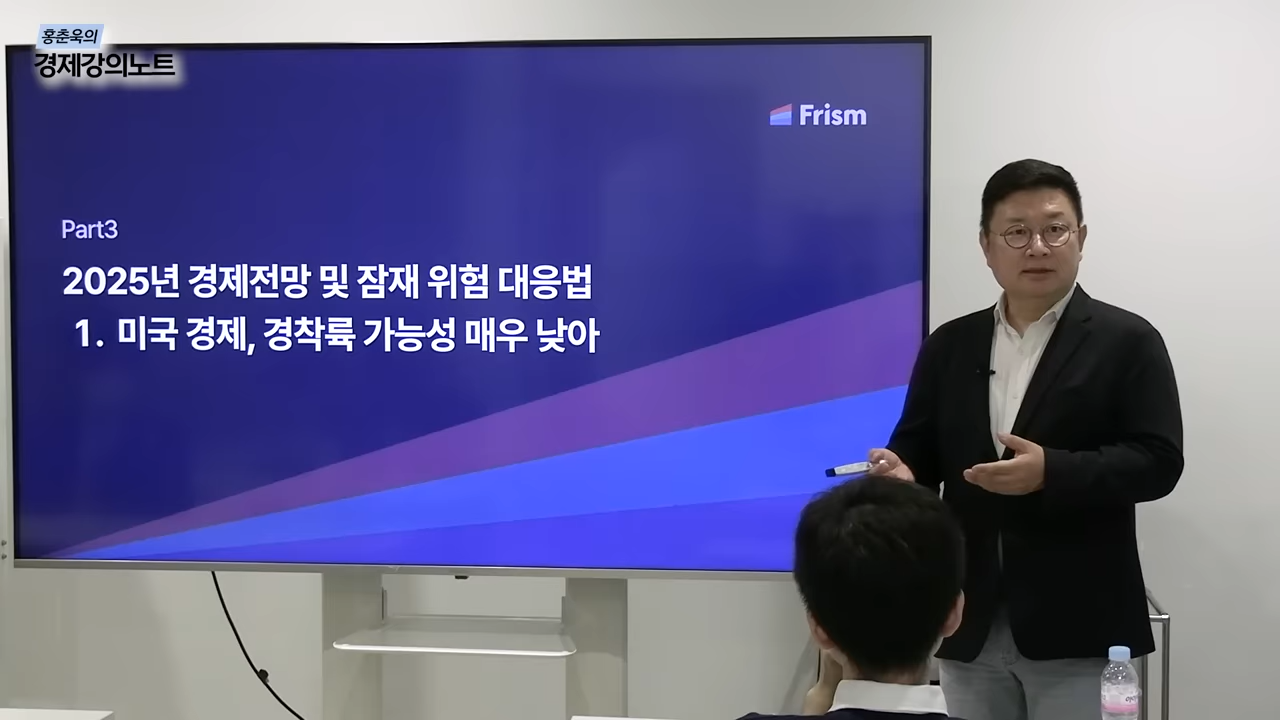 홍춘욱의
경제강의노트
Frism
Part3
2025년 경제전망 및 잠재 위험 대응법
1. 미국 경제, 경착륙 가능성 매우 낮아